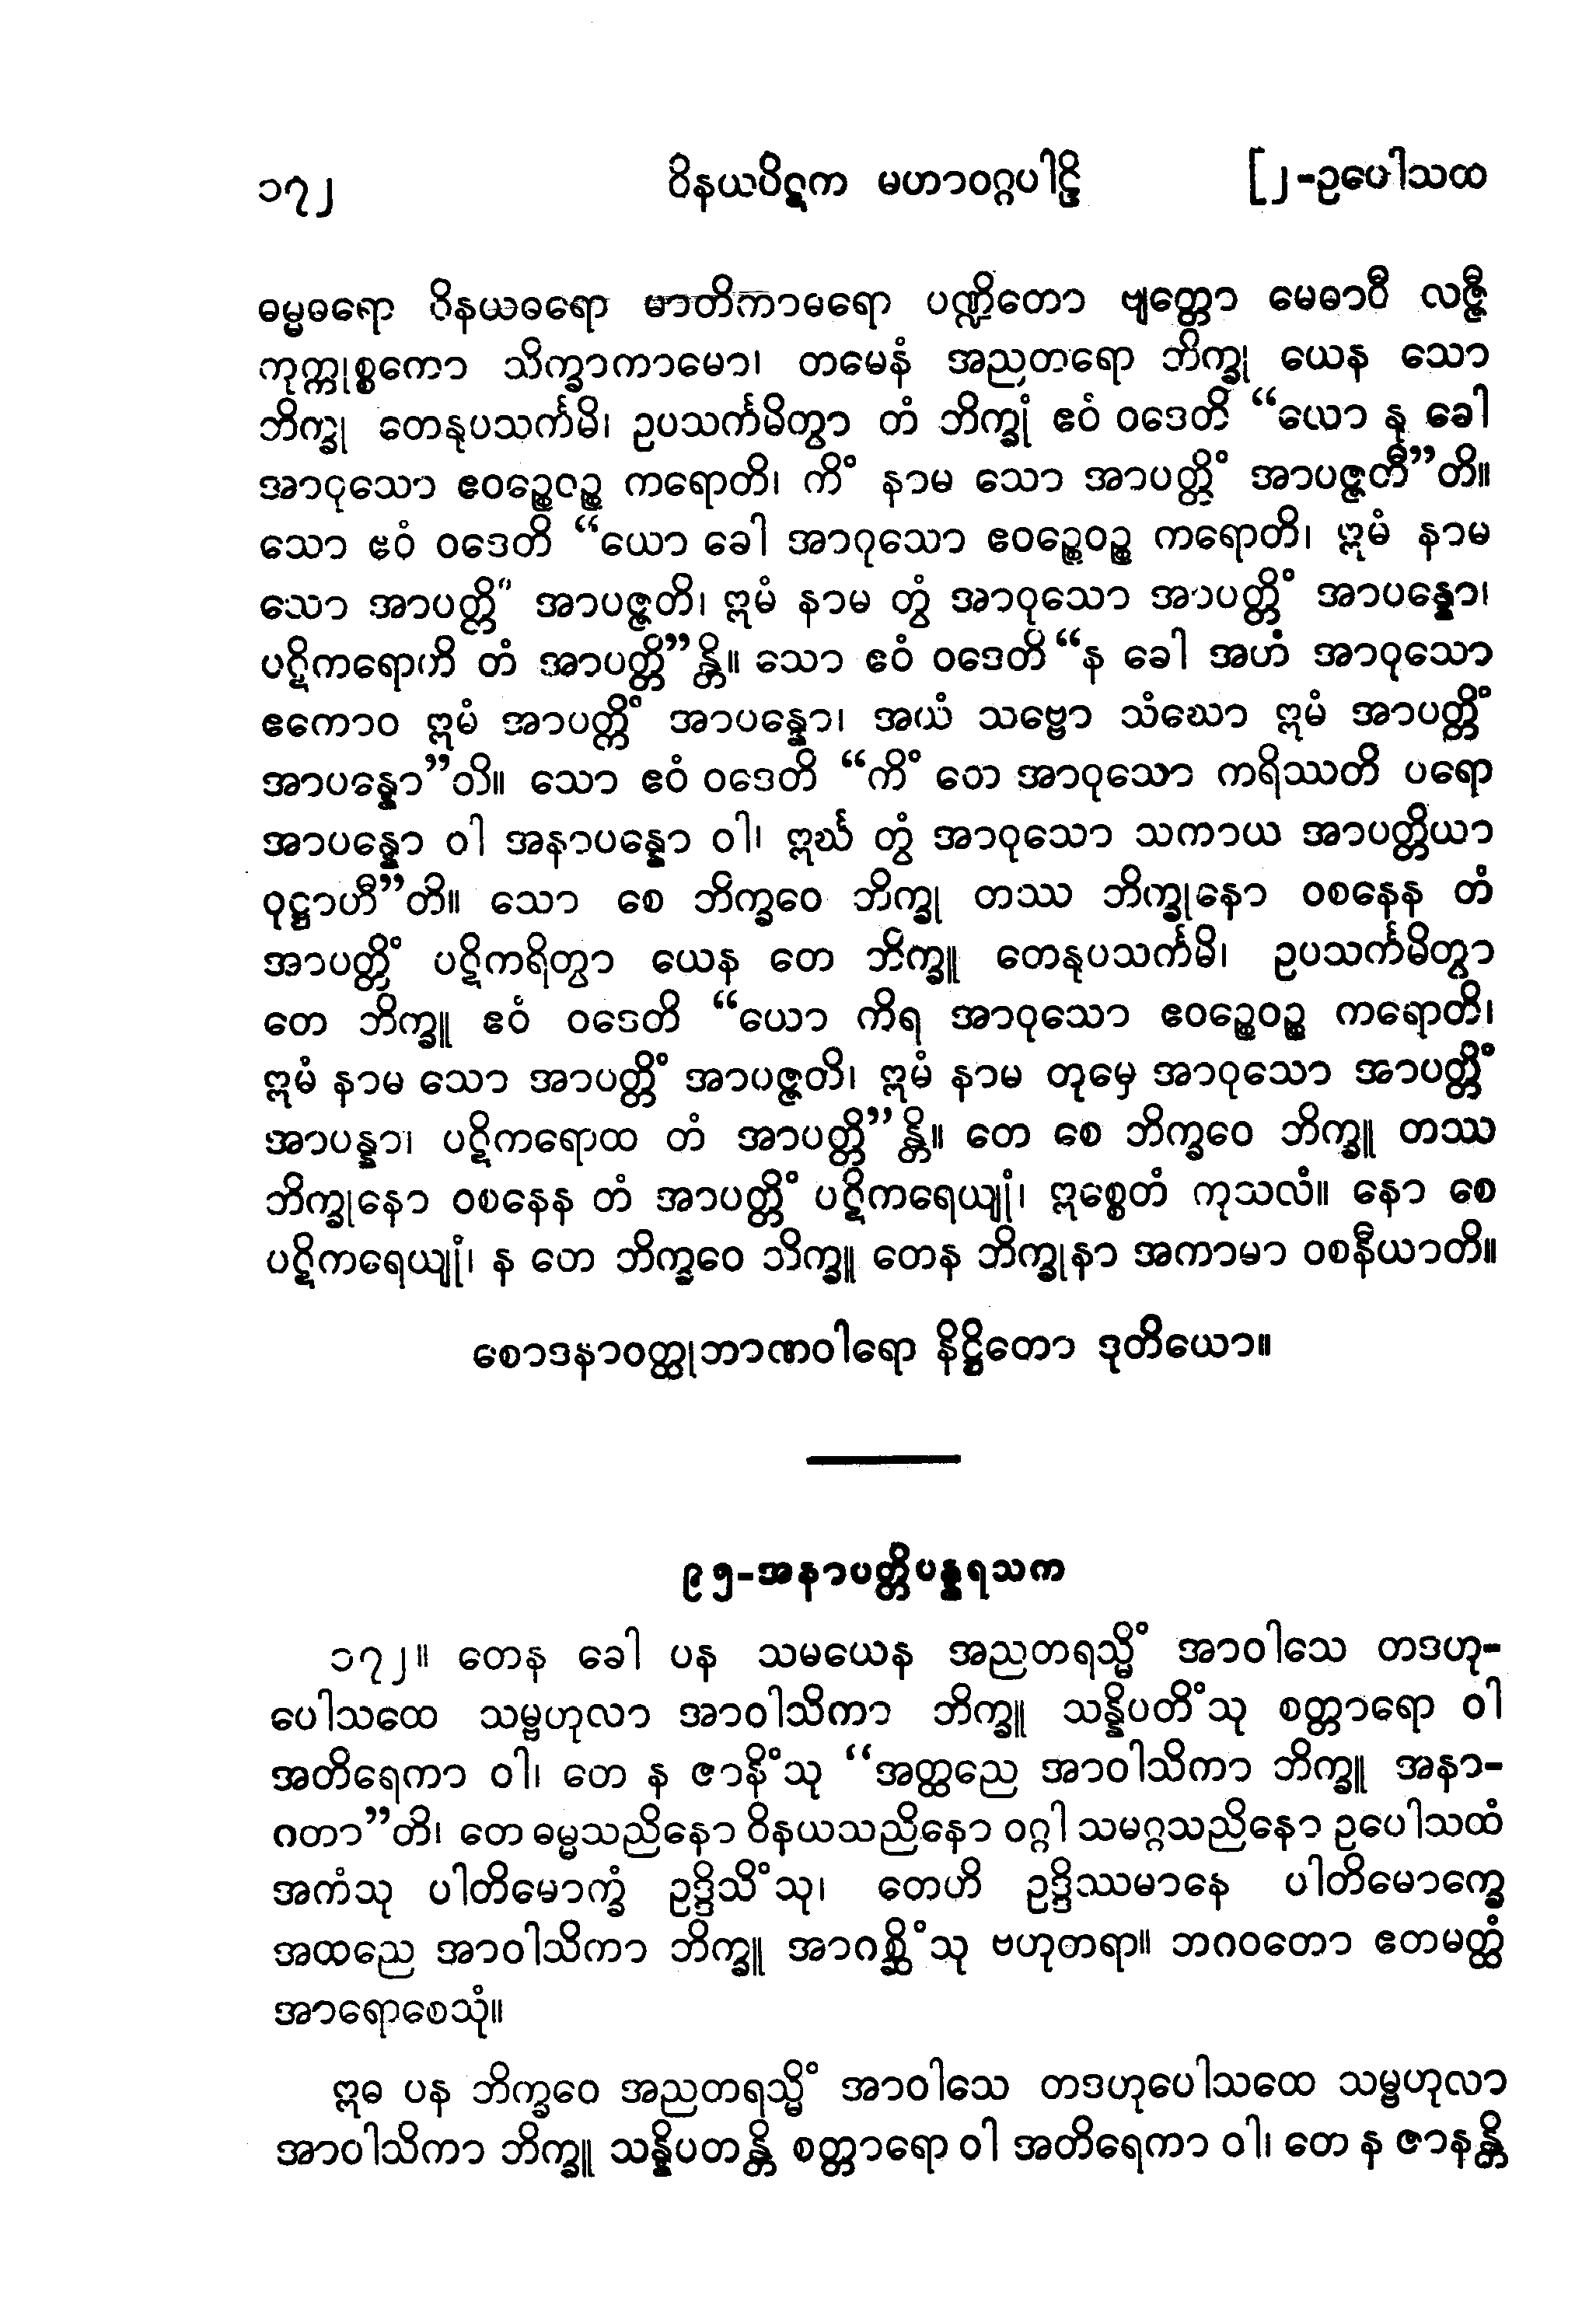 ၁၇၂ ဝိနယပိဋက မဟာဝဂ္ဂပါဠိ [၂-ဥပေါသထ
ဓမ္မဓရော ဝိနယဓရော မာတိကာဓရော ပဏ္ဍိတော ဗျတ္တော မေဓာဝီ လဇ္ဇီ
ကုက္ကုစ္စကော သိက္ခာကာမော၊ တမေနံ အညတရော ဘိက္ခု ယေန သော
ဘိက္ခု တေနုပသင်္ကမိ၊ ဥပသင်္ကမိတွာ တံ ဘိက္ခုံ ဧဝံ ဝဒေတိ “ယော နု ခေါ
အာဝုသော ဧဝဉ္စေဝဉ္စ ကရောတိ၊ ကိံ နာမ သော အာပတ္တိံ အာပဇ္ဇတီ”တိ။
သော ဧဝံ ဝဒေတိ “ယော ခေါ အာဝုသော ဧဝဉ္စေဝဉ္စ ကရောတိ၊ ဣမံ နာမ
သော အာပတ္တိံ အာပဇ္ဇတိ၊ ဣမံ နာမ တွံ အာဝုသော အာပတ္တိံ အာပန္နော၊
ပဋိကရောဟိ တံ အာပတ္တိ”န္တိ။ သော ဧဝံ ဝဒေတိ “န ခေါ အဟံ အာဝုသော
ဧကောဝ ဣမံ အာပတ္တိံ အာပန္နော၊ အယံ သဗ္ဗော သံဃော ဣမံ အာပတ္တိံ
အာပန္နော”တိ။ သော ဧဝံ ဝဒေတိ “ကိံ တေ အာဝုသော ကရိဿတိ ပရော
အာပန္နော ဝါ အနာပန္နော ဝါ၊ ဣင်္ဃ တွံ အာဝုသော သကာယ အာပတ္တိယာ
ဝုဋ္ဌာဟီ”တိ။ သော စေ ဘိက္ခဝေ ဘိက္ခု တဿ ဘိက္ခုနော ဝစနေန တံ
အာပတ္တိံ ပဋိကရိတွာ ယေန တေ ဘိက္ခူ တေနုပသင်္ကမိ၊ ဥပသင်္ကမိတွာ
တေ ဘိက္ခူ ဧဝံ ဝဒေတိ “ယော ကိရ အာဝုသော ဧဝဉ္စေဝဉ္စ ကရောတိ၊
ဣမံ နာမ သော အာပတ္တိံ အာပဇ္ဇတိ၊ ဣမံ နာမ တုမှေ အာဝုသော အာပတ္တိံ
အာပန္နာ၊ ပဋိကရောထ တံ အာပတ္တိ”န္တိ။ တေ စေ ဘိက္ခဝေ ဘိက္ခူ တဿ
ဘိက္ခုနော ဝစနေန တံ အာပတ္တိံ ပဋိကရေယျုံ၊ ဣစ္စေတံ ကုသလံ။ နော စေ
ပဋိကရေယျုံ၊ န တေ ဘိက္ခဝေ ဘိက္ခူ တေန ဘိက္ခုနာ အကာမာ ဝစနီယာတိ။
စောဒနာဝတ္ထုဘာဏဝါရော နိဋ္ဌိတော ဒုတိယော။
၉၅-အနာပတ္တိပန္နရသက
၁၇၂။ တေန ခေါ ပန သမယေန အညတရသ္မိံ အာဝါသေ တဒဟု-
ပေါသထေ သမ္ဗဟုလာ အာဝါသိကာ ဘိက္ခူ သန္နိပတိံသု စတ္တာရော ဝါ
အတိရေကာ ဝါ၊ တေ န ဇာနိံသု “အတ္ထညေ အာဝါသိကာ ဘိက္ခူ အနာ-
ဂတာ”တိ၊ တေ ဓမ္မသညိနော ဝိနယသညိနော ဝဂ္ဂါ သမဂ္ဂသညိနော ဥပေါသထံ
အကံသု ပါတိမောက္ခံ ဥဒ္ဒိသိံသု၊ တေဟိ ဥဒ္ဒိဿမာနေ ပါတိမောက္ခေ
အထညေ အာဝါသိကာ ဘိက္ခူ အာဂစ္ဆိံသု ဗဟုတရာ။ ဘဂဝတော ဧတမတ္ထံ
အာရောစေသုံ။
ဣဓ ပန ဘိက္ခဝေ အညတရသ္မိံ အာဝါသေ တဒဟုပေါသထေ သမ္ဗဟုလာ
အာဝါသိကာ ဘိက္ခူ သန္နိပတန္တိ စတ္တာရော ဝါ အတိရေကာ ဝါ၊ တေ န ဇာနန္တိ